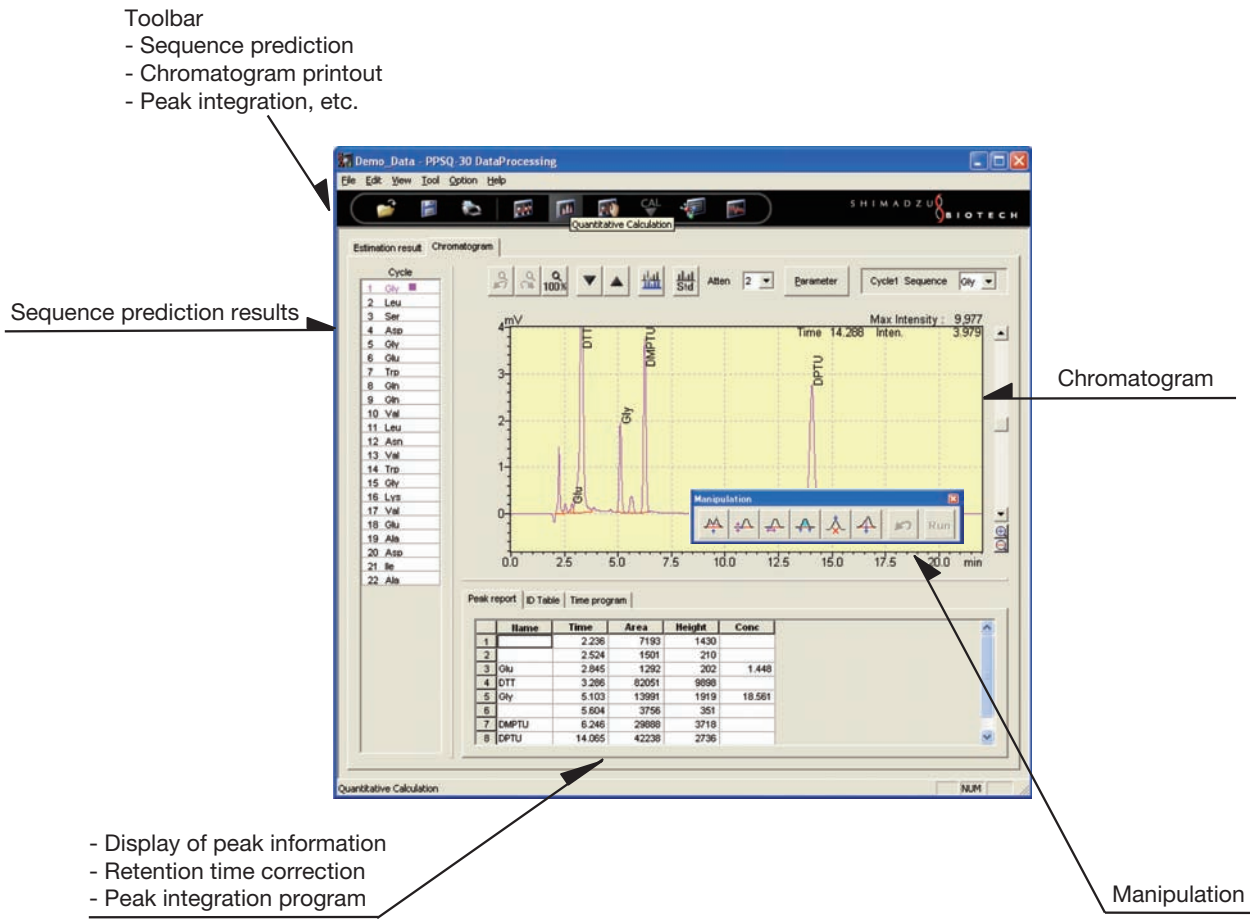 Toolbar
- Sequence prediction
- Chromatogram printout
- Peak integration, etc.
Demo_Data - PPSQ-30 DataProcessing
File Edit View Tool Option Help
CAL
SHIMADZU
BIOTECH
Quantitative Calculation
Estimation result Chromatogram
Cycle
1 Gly
2 Leu
3 Ser
4 Asp
5 Gly
6 Glu
7 Trp
8 Gln
9 Gln
10 Val
11 Leu
12 Asn
13 Val
14 Trp
15 Gly
16 Lys
17 Val
18 Glu
19 Ala
20 Asp
21 Ile
22 Ala
100%
Std
Atten 2
Parameter
Cycle1 Sequence Gly
mV
Max Intensity : 9,977
Time 14.288 Inten. 3.979
4
3
2
1
0
DTT
DMPTU
DPTU
Gly
Glu
0.0 2.5 5.0 7.5 10.0 12.5 15.0 17.5 20.0 min
Manipulation
Run
Sequence prediction results
Chromatogram
Peak report ID Table Time program
Name Time Area Height Conc
1 2.236 7193 1430
2 2.524 1501 210
3 Glu 2.845 1292 202 1.448
4 DTT 3.286 82051 9898
5 Gly 5.103 13991 1919 18.561
6 5.604 3756 351
7 DMPTU 6.246 29888 3718
8 DPTU 14.065 42238 2736
Quantitative Calculation
NUM
- Display of peak information
- Retention time correction
- Peak integration program
Manipulation